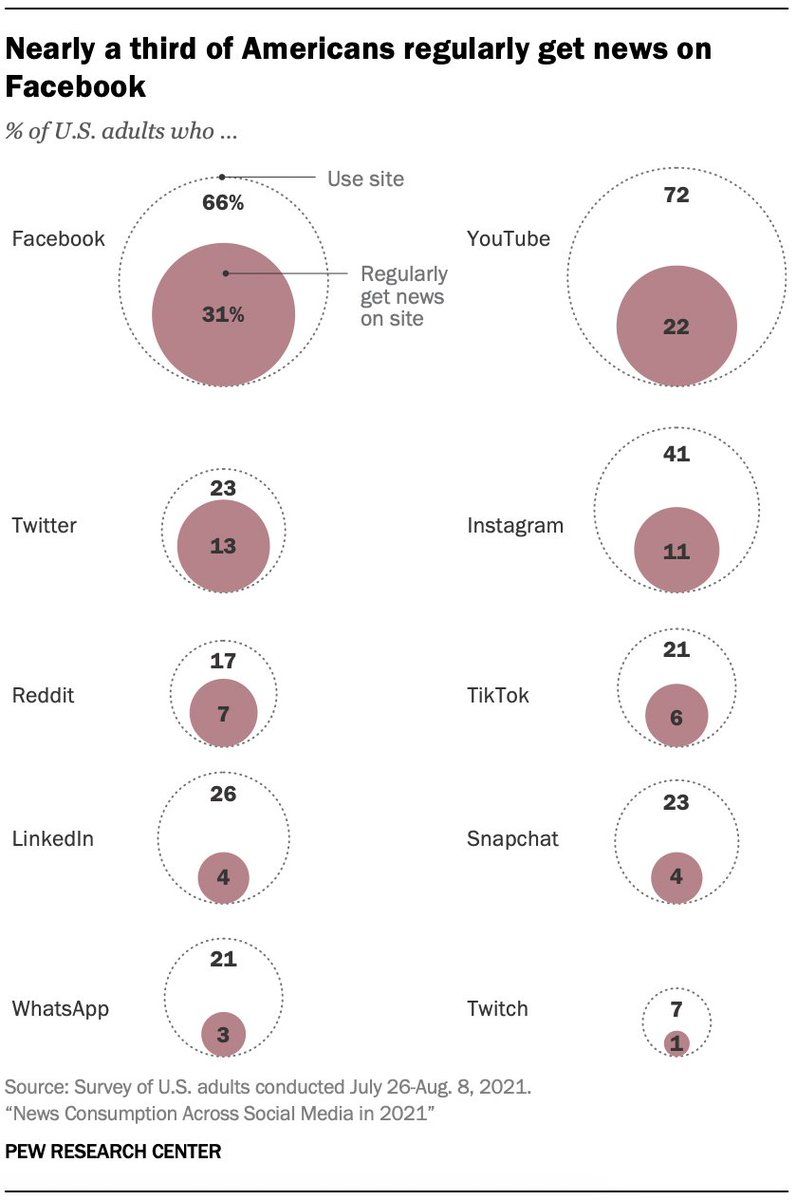 Nearly a third of Americans regularly get news on
Facebook
% of U.S. adults who ...
Use site
66%
Facebook
Regularly
get news
on site
31%
72
YouTube
22
23
Twitter
13
41
Instagram
11
17
Reddit
7
21
TikTok
6
26
LinkedIn
4
23
Snapchat
4
21
WhatsApp
3
7
Twitch
1
Source: Survey of U.S. adults conducted July 26-Aug. 8, 2021.
“News Consumption Across Social Media in 2021”
PEW RESEARCH CENTER